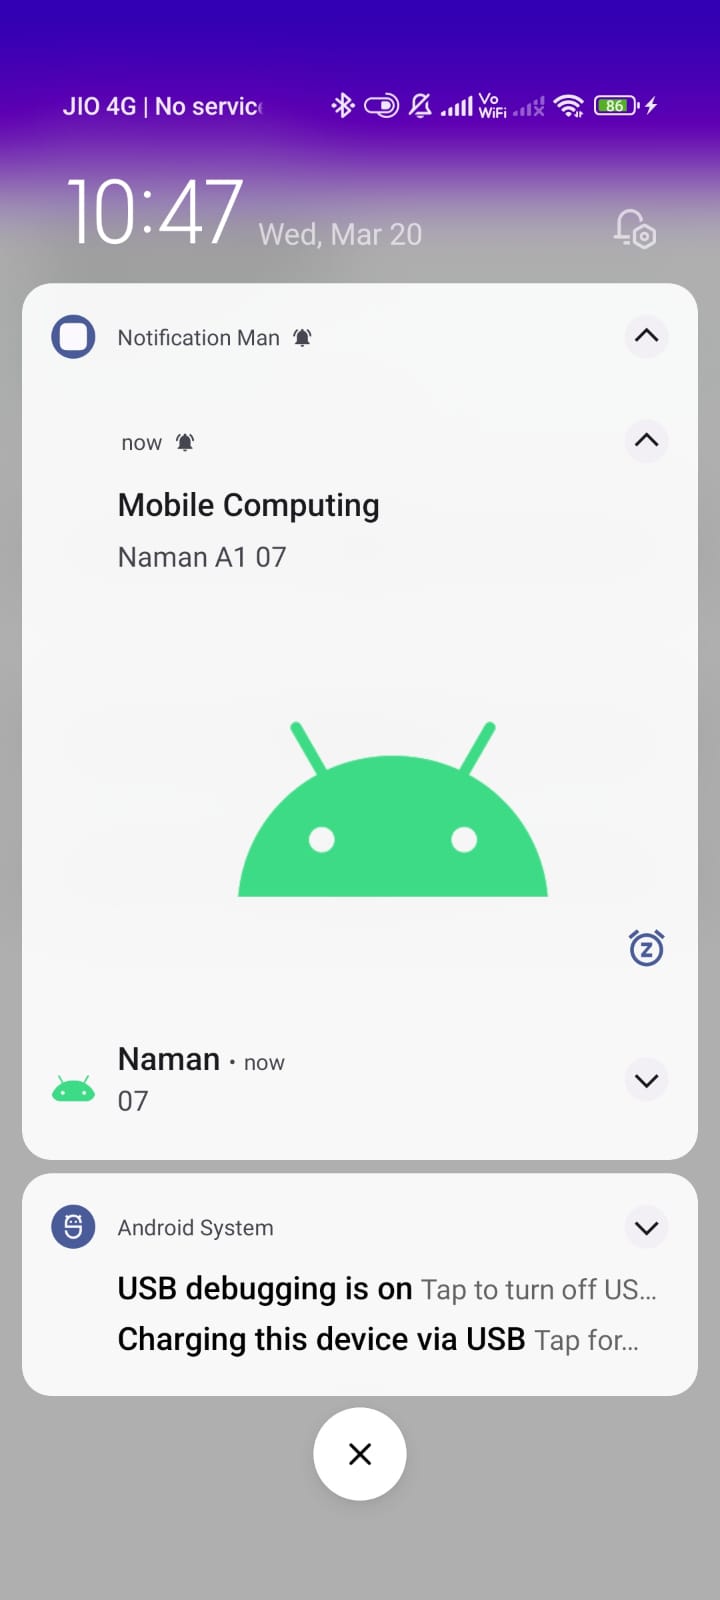 JIO 4G | No servic
Vo
WiFi
86
10:47 Wed, Mar 20
Notification Man
now
Mobile Computing
Naman A1 07
Z
Naman • now
07
Android System
USB debugging is on Tap to turn off US...
Charging this device via USB Tap for...